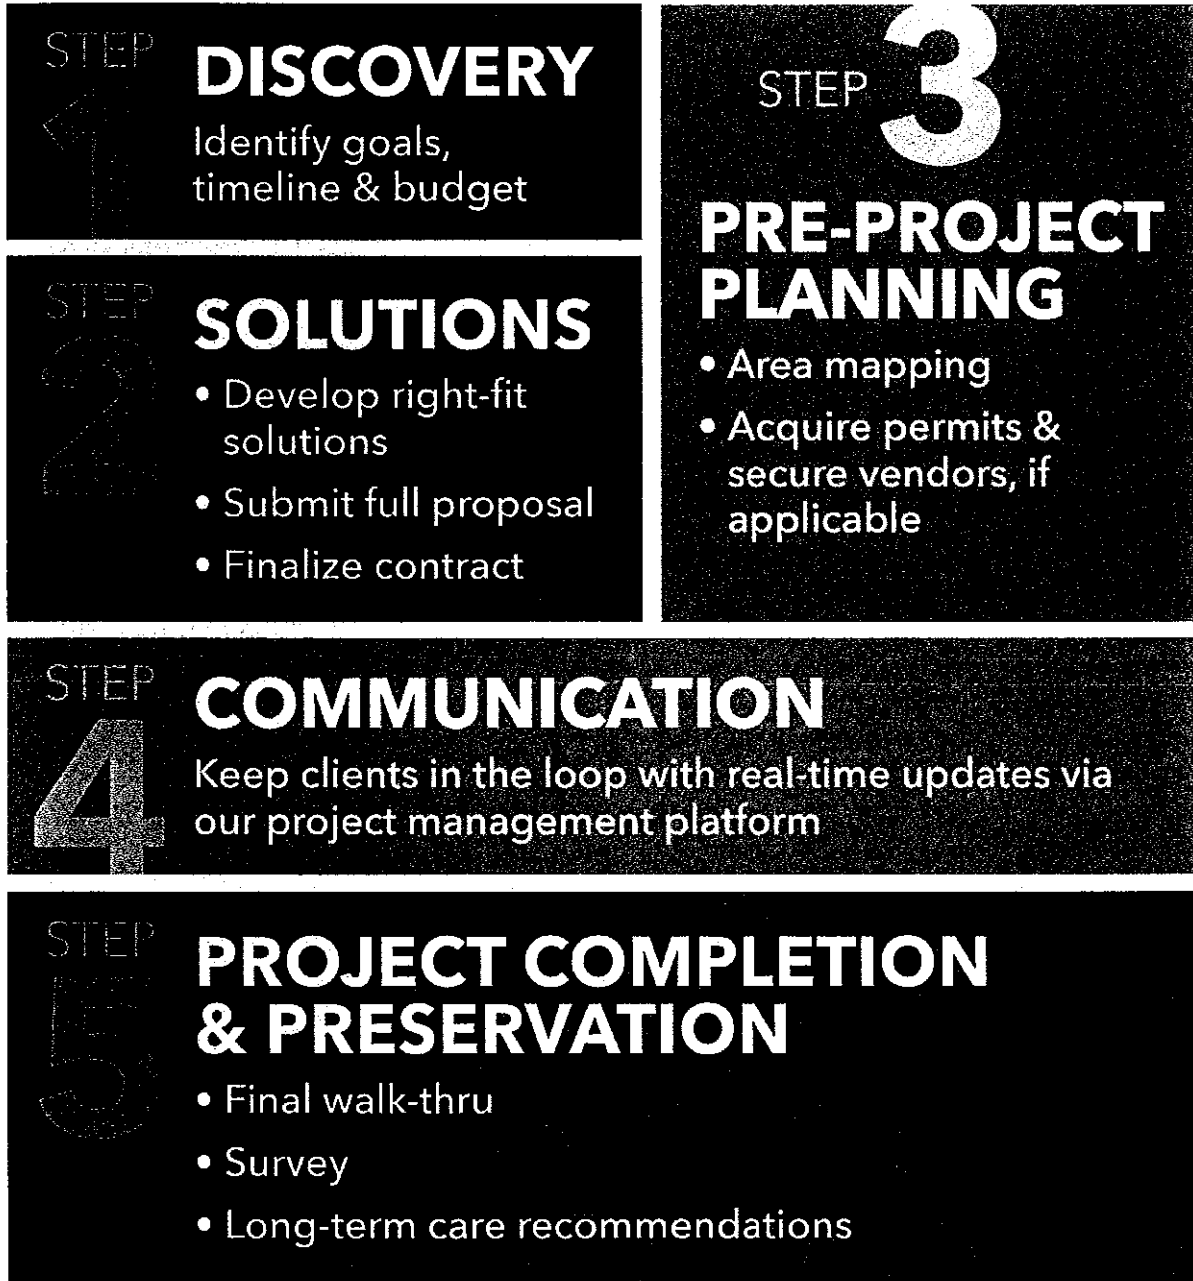 STEP
1
DISCOVERY
Identify goals,
timeline & budget
STEP
2
SOLUTIONS
• Develop right-fit
solutions
• Submit full proposal
• Finalize contract
STEP 3
PRE-PROJECT
PLANNING
• Area mapping
• Acquire permits &
secure vendors, if
applicable
STEP
4
COMMUNICATION
Keep clients in the loop with real-time updates via
our project management platform
STEP
5
PROJECT COMPLETION
& PRESERVATION
• Final walk-thru
• Survey
• Long-term care recommendations